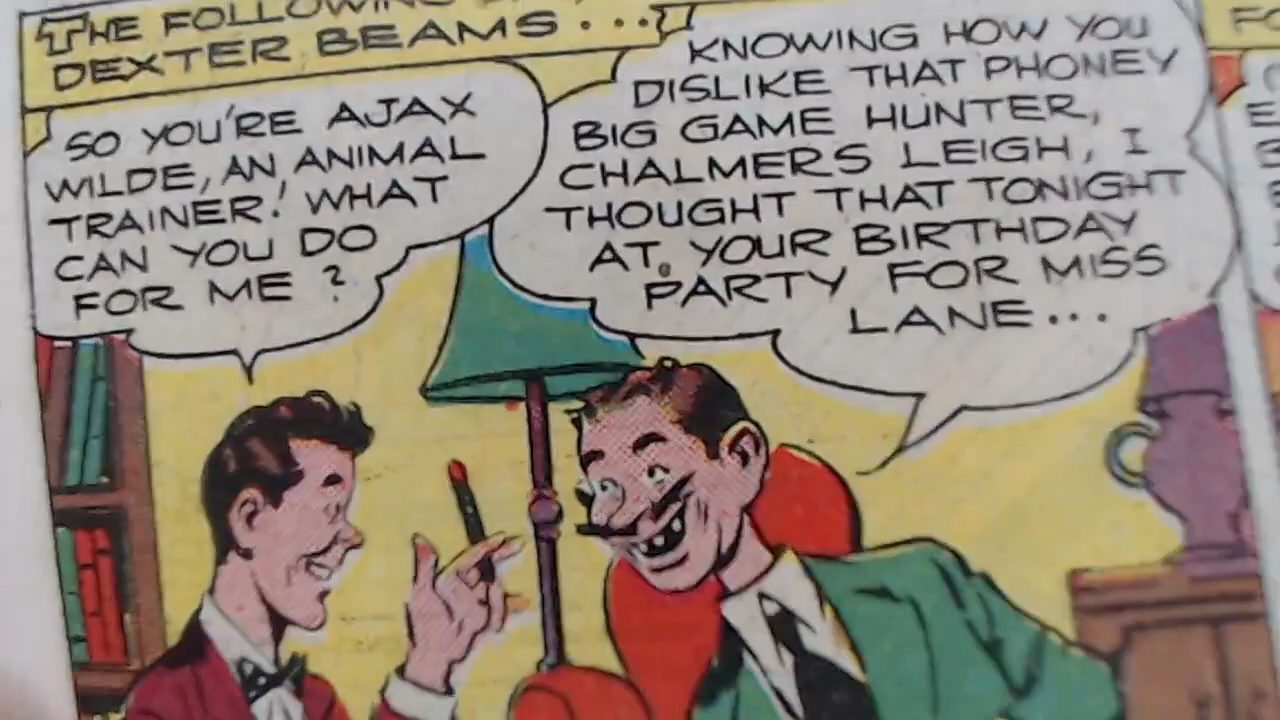 THE FOLLOWING
DEXTER BEAMS...
SO YOU'RE AJAX
WILDE, AN ANIMAL
TRAINER! WHAT
CAN YOU DO
FOR ME?
KNOWING HOW YOU
DISLIKE THAT PHONEY
BIG GAME HUNTER,
CHALMERS LEIGH, I
THOUGHT THAT TONIGHT
AT YOUR BIRTHDAY
PARTY FOR MISS
LANE...